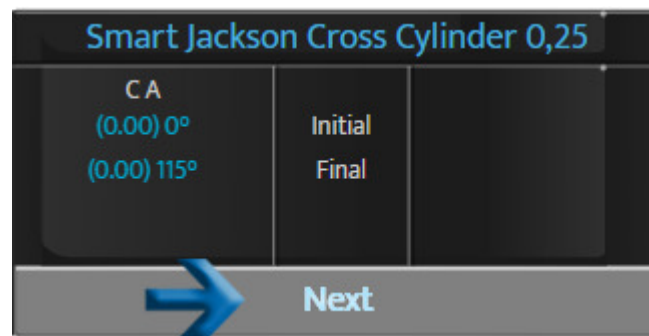 Smart Jackson Cross Cylinder 0,25
C A
(0.00) 0º Initial
(0.00) 115º Final
Next